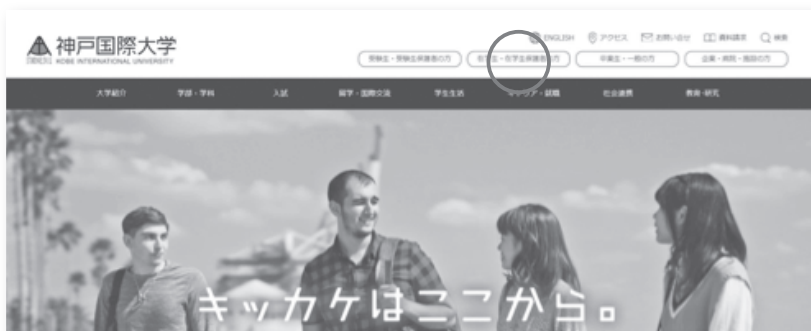 神戸国際大学
KOBE INTERNATIONAL UNIVERSITY
ENGLISH アクセス お問い合せ 資料請求 検索
受験生・受験生保護者の方 在学生・在学生保護者の方 卒業生・一般の方 企業・病院・施設の方
大学紹介 学部・学科 入試 留学・国際交流 学生生活 キャリア・就職 社会連携 教育・研究
キッカケはここから。